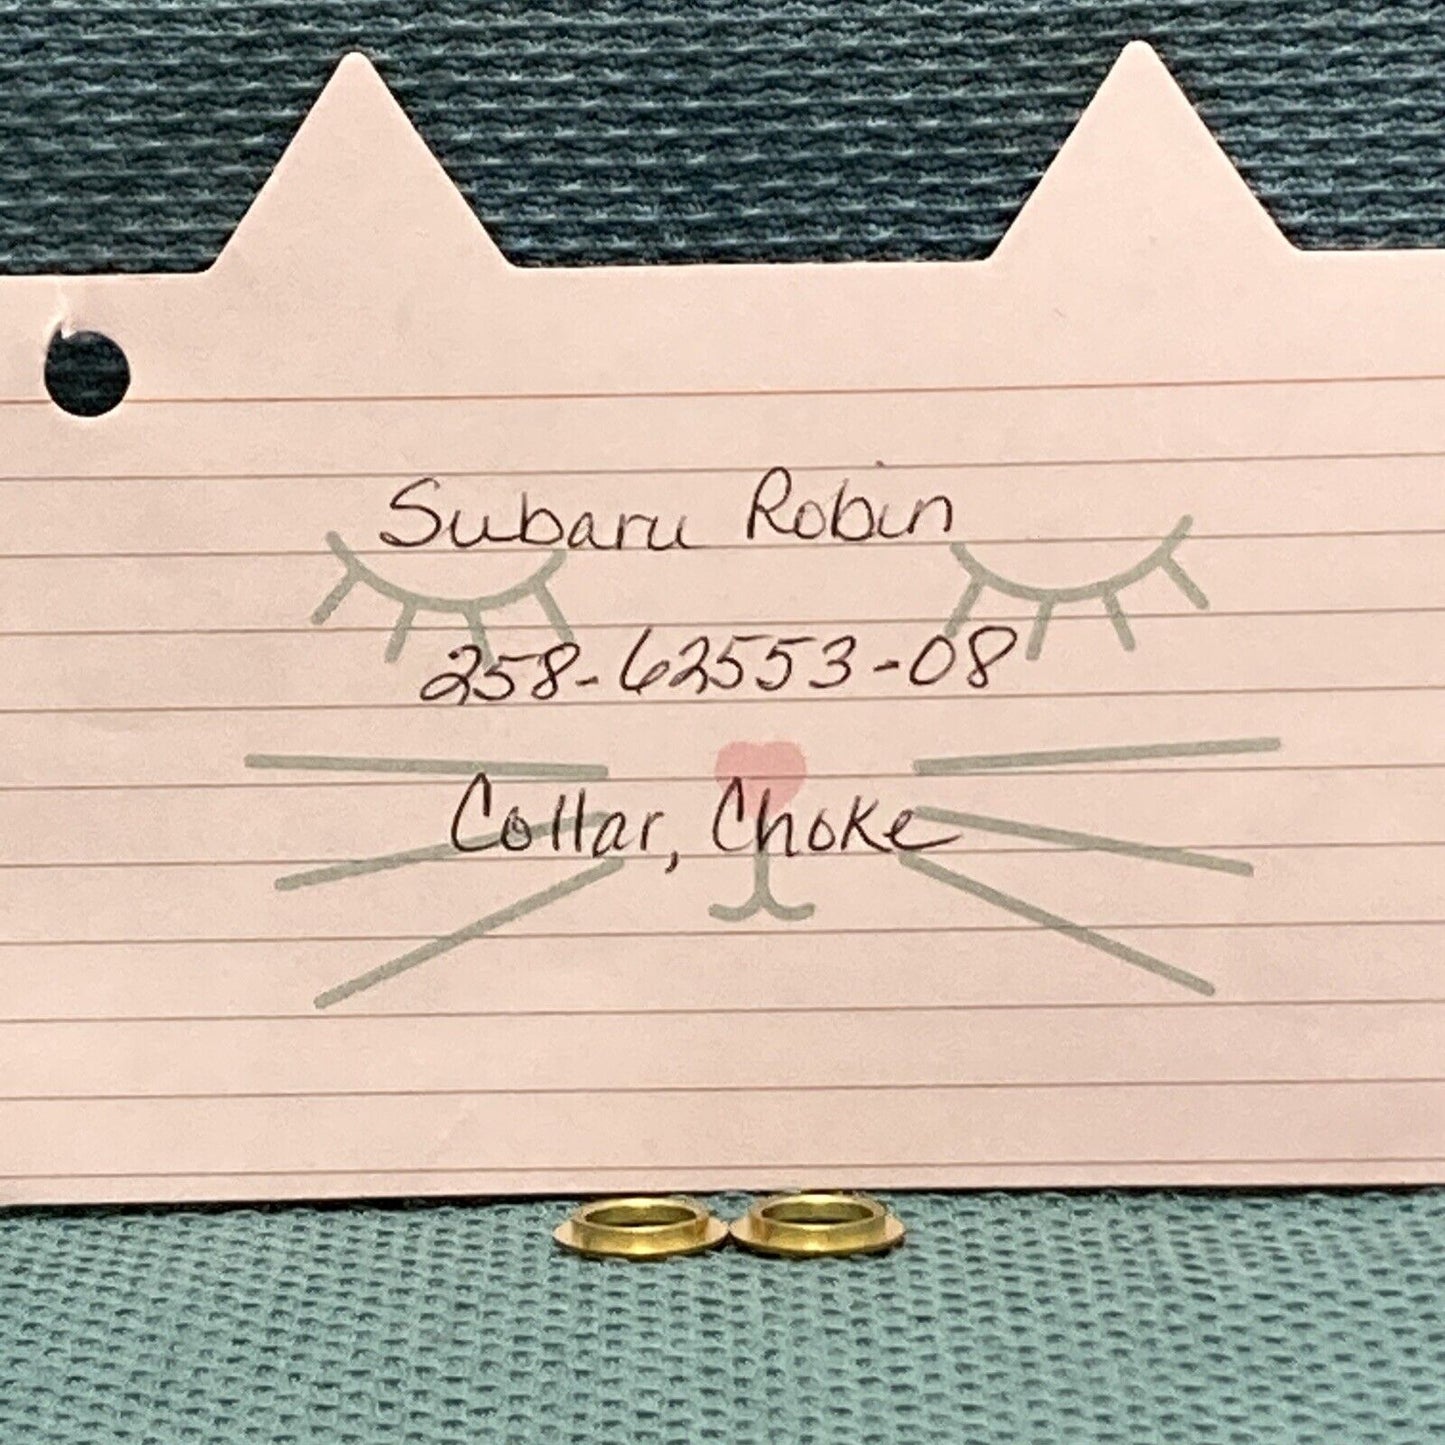 Subaru Robin
258-62553-08
Collar, Choke